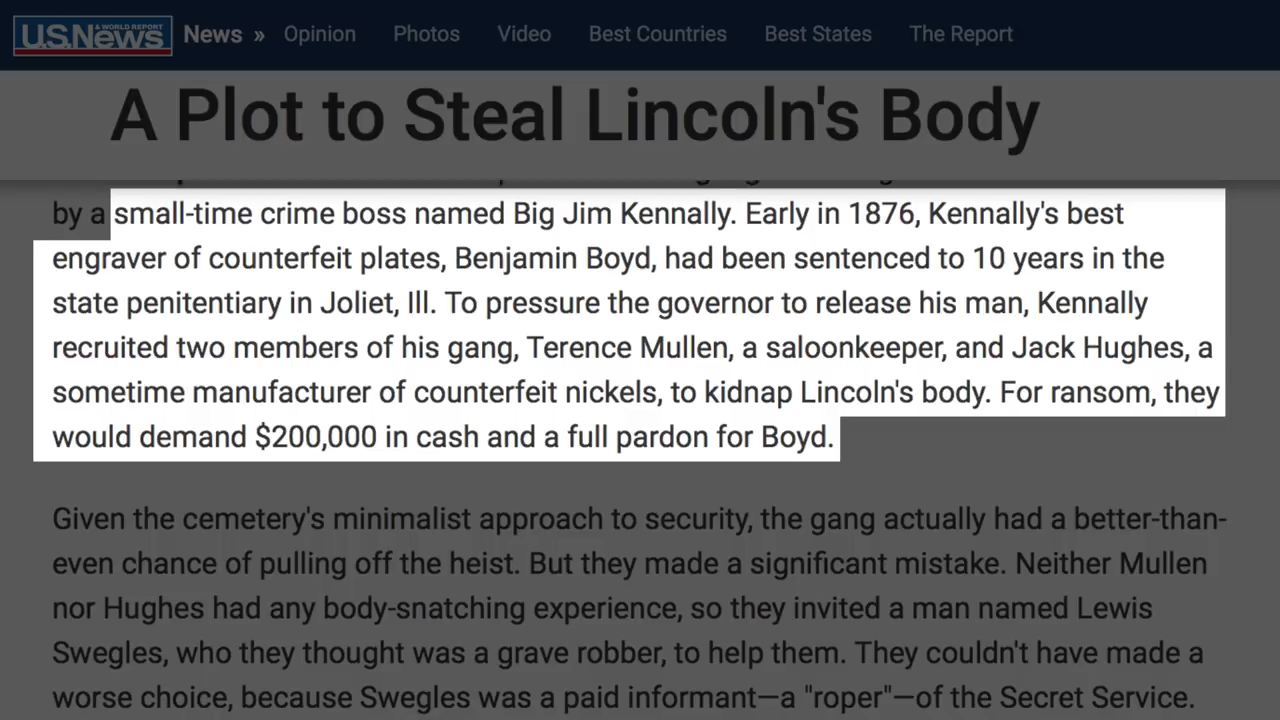 U.S.News & WORLD REPORT
News » Opinion Photos Video Best Countries Best States The Report
A Plot to Steal Lincoln's Body
by a small-time crime boss named Big Jim Kennally. Early in 1876, Kennally's best
engraver of counterfeit plates, Benjamin Boyd, had been sentenced to 10 years in the
state penitentiary in Joliet, Ill. To pressure the governor to release his man, Kennally
recruited two members of his gang, Terence Mullen, a saloonkeeper, and Jack Hughes, a
sometime manufacturer of counterfeit nickels, to kidnap Lincoln's body. For ransom, they
would demand $200,000 in cash and a full pardon for Boyd.
Given the cemetery's minimalist approach to security, the gang actually had a better-than-
even chance of pulling off the heist. But they made a significant mistake. Neither Mullen
nor Hughes had any body-snatching experience, so they invited a man named Lewis
Swegles, who they thought was a grave robber, to help them. They couldn't have made a
worse choice, because Swegles was a paid informant—a "roper"—of the Secret Service.